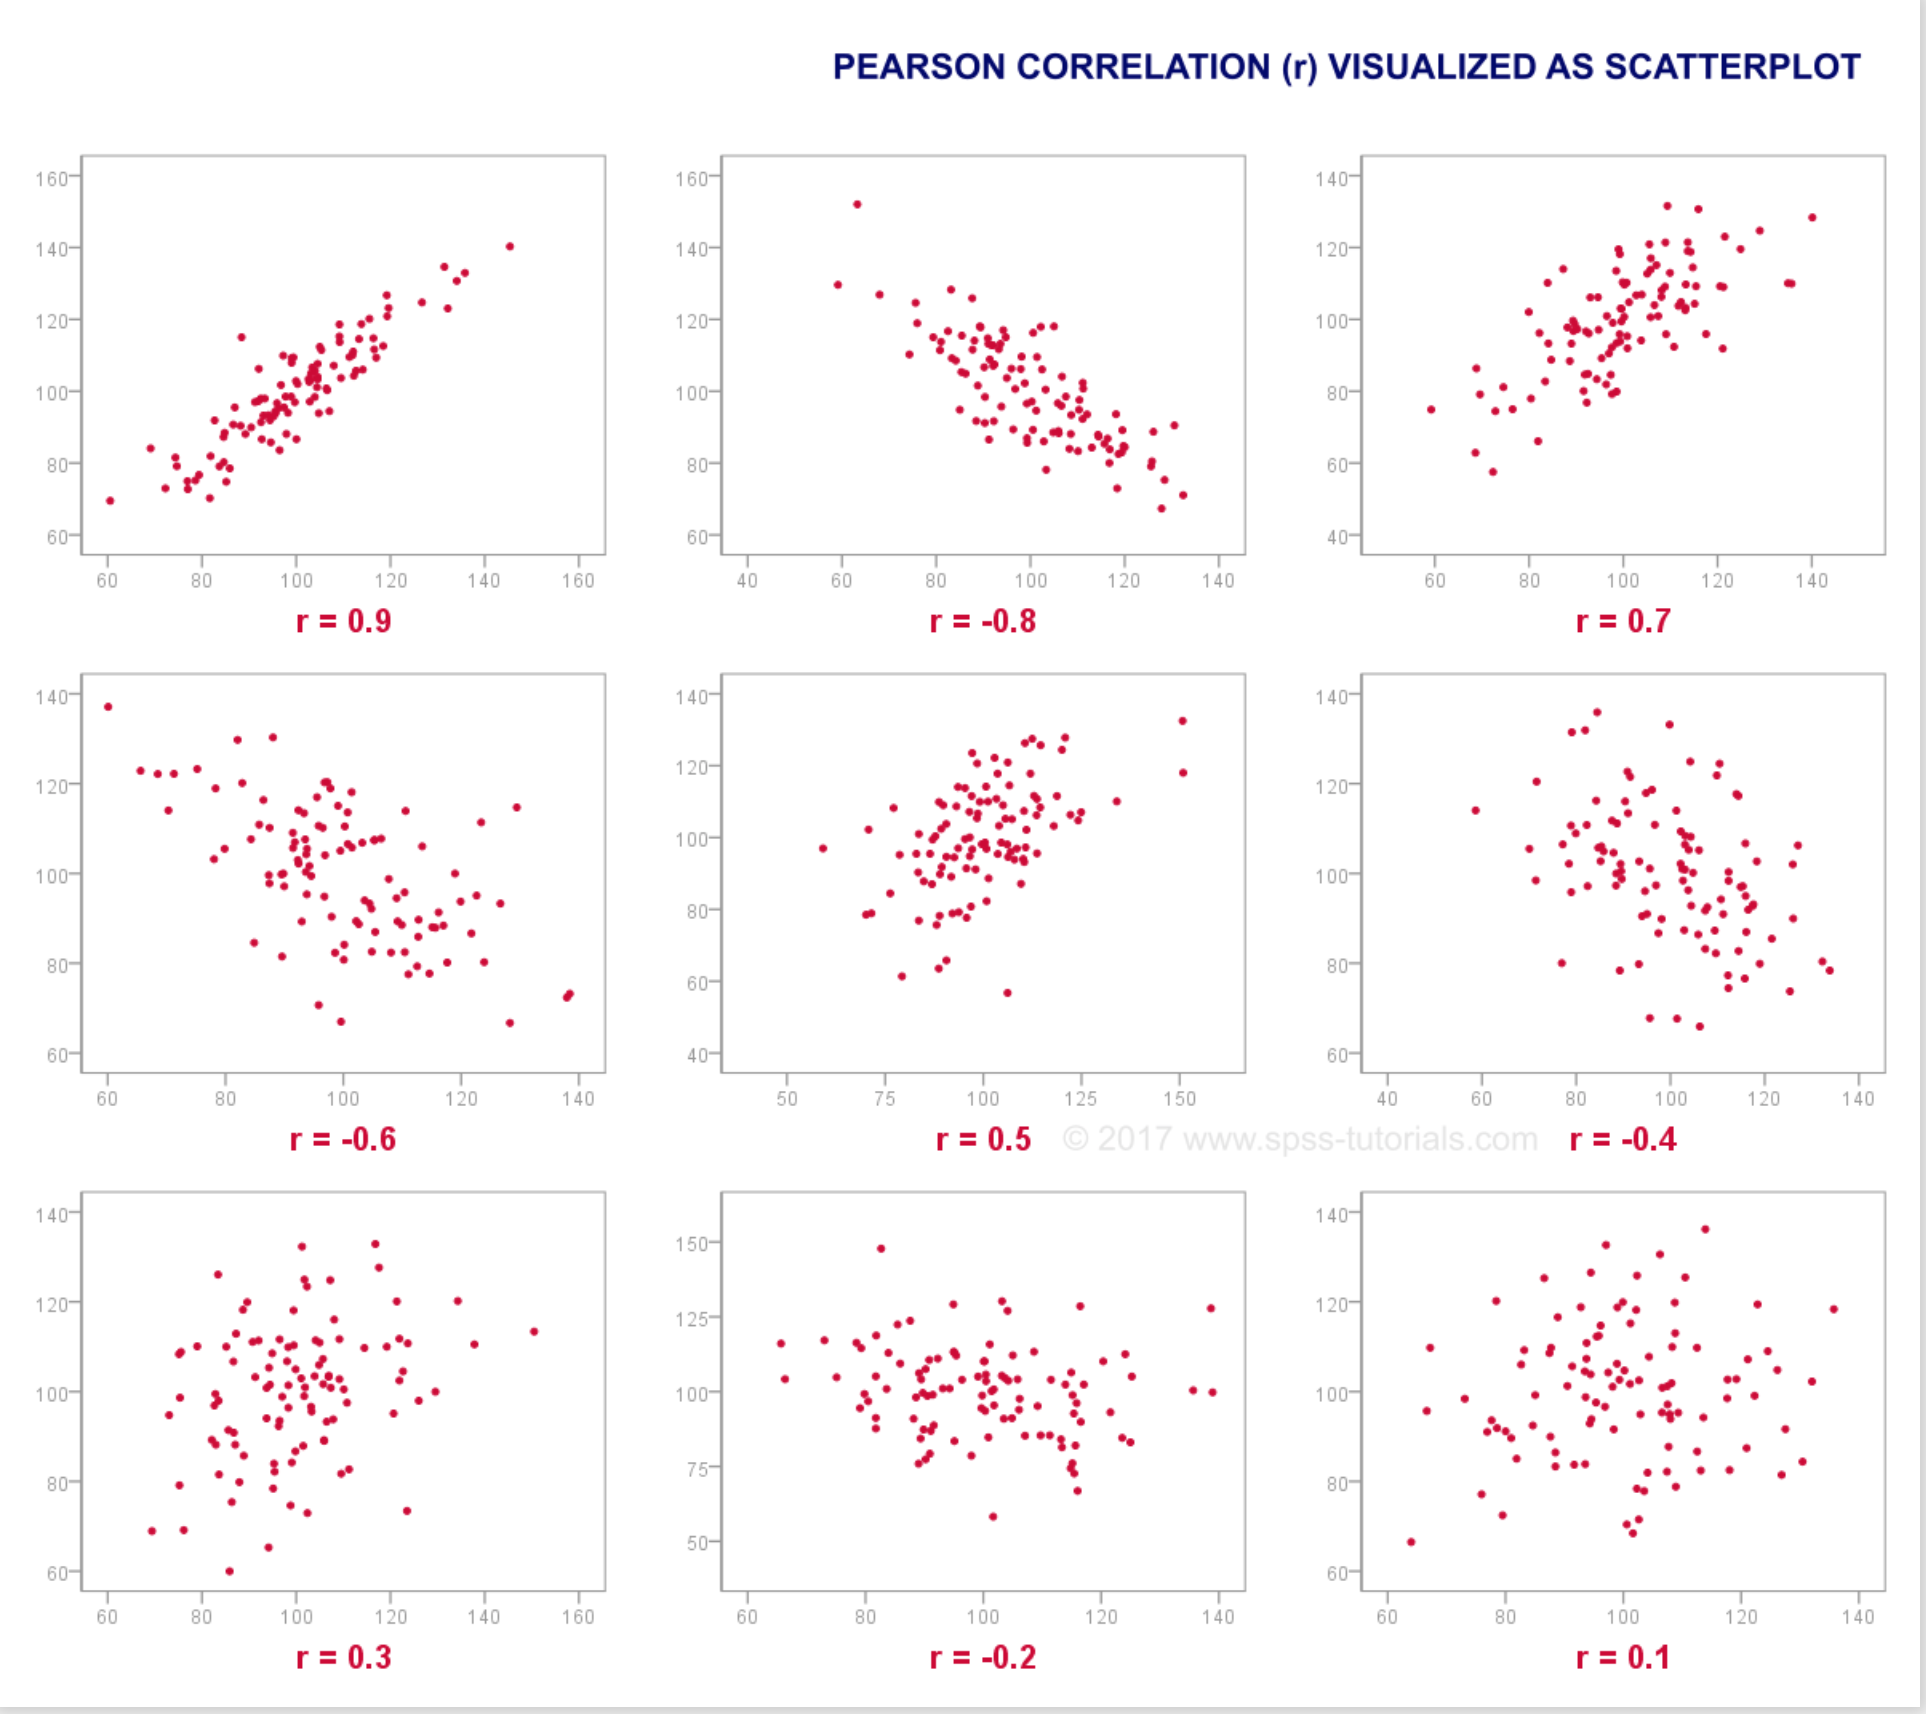 PEARSON CORRELATION (r) VISUALIZED AS SCATTERPLOT
160
140
120
100
80
60
60 80 100 120 140 160
r = 0.9
160
140
120
100
80
60
40 60 80 100 120 140
r = -0.8
140
120
100
80
60
40
60 80 100 120 140
r = 0.7
140
120
100
80
60
60 80 100 120 140
r = -0.6
140
120
100
80
60
40
50 75 100 125 150
r = 0.5
140
120
100
80
60
40 60 80 100 120 140
r = -0.4
© 2017 www.spss-tutorials.com
140
120
100
80
60
60 80 100 120 140 160
r = 0.3
150
125
100
75
50
60 80 100 120 140
r = -0.2
140
120
100
80
60
60 80 100 120 140
r = 0.1